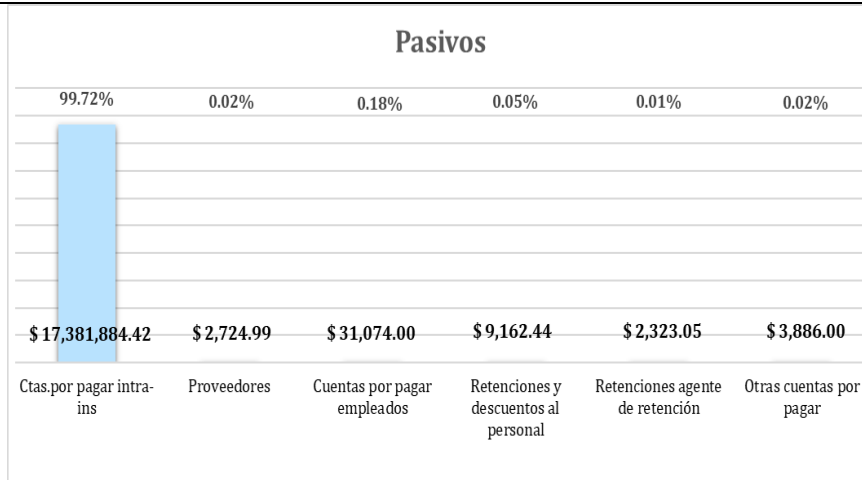 Pasivos
99.72%
0.02%
0.18%
0.05%
0.01%
0.02%
$ 17,381,884.42
$ 2,724.99
$ 31,074.00
$ 9,162.44
$ 2,323.05
$ 3,886.00
Ctas.por pagar intra-
ins
Proveedores
Cuentas por pagar
empleados
Retenciones y
descuentos al
personal
Retenciones agente
de retención
Otras cuentas por
pagar